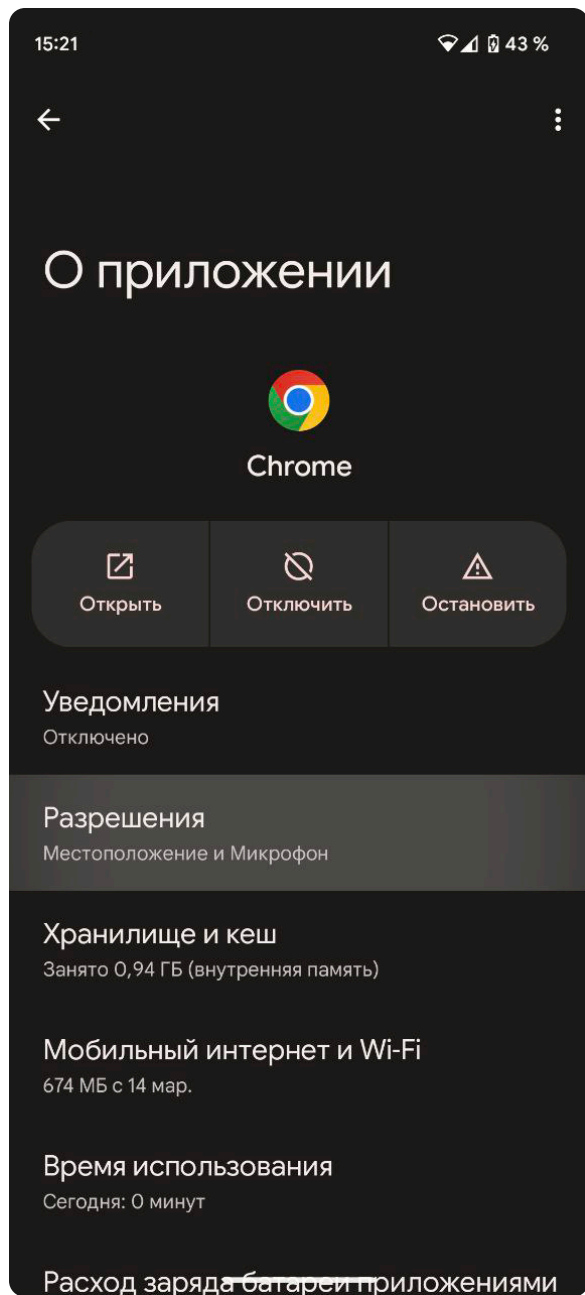 15:21
43 %
О приложении
Chrome
Открыть
Отключить
Остановить
Уведомления
Отключено
Разрешения
Местоположение и Микрофон
Хранилище и кеш
Занято 0,94 ГБ (внутренняя память)
Мобильный интернет и Wi-Fi
674 МБ с 14 мар.
Время использования
Сегодня: 0 минут
Расход заряда батареи приложениями